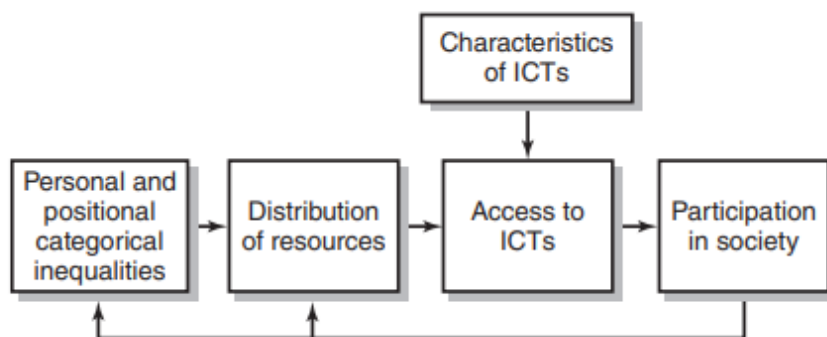 Characteristics
of ICTs
Personal and
positional
categorical
inequalities
Distribution
of resources
Access to
ICTs
Participation
in society